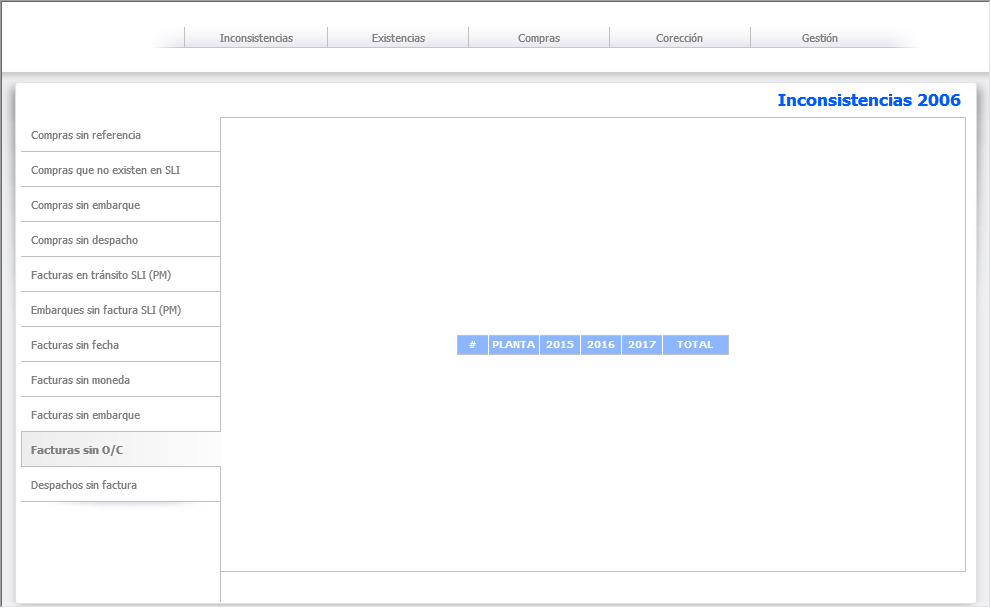 Inconsistencias Existencias Compras Corección Gestión
Inconsistencias 2006
Compras sin referencia
Compras que no existen en SLI
Compras sin embarque
Compras sin despacho
Facturas en tránsito SLI (PM)
Embarques sin factura SLI (PM)
Facturas sin fecha
Facturas sin moneda
Facturas sin embarque
Facturas sin O/C
Despachos sin factura
# PLANTA 2015 2016 2017 TOTAL